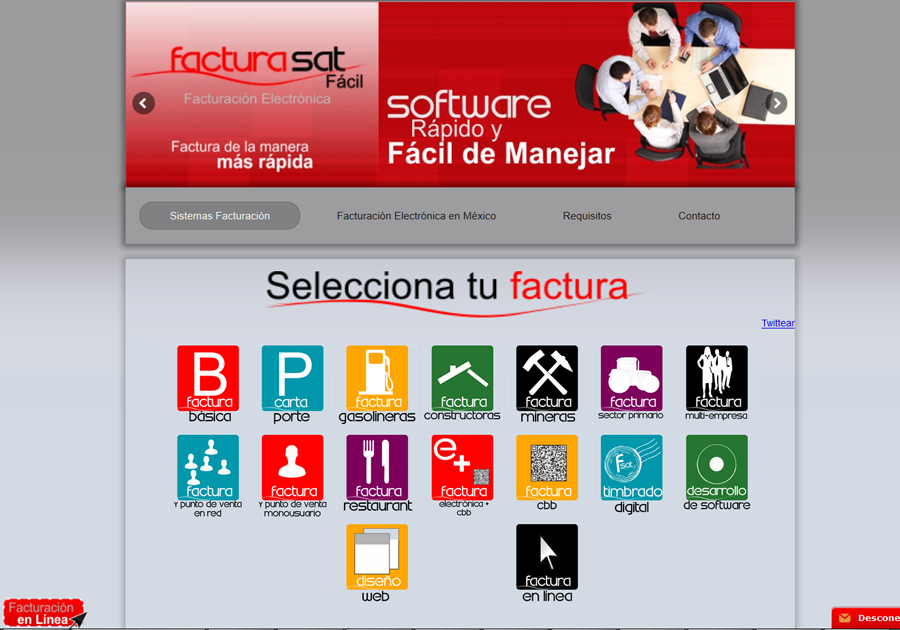 facturasat
Fácil
Facturación Electrónica
Factura de la manera
más rápida
software
Rápido y
Fácil de Manejar
Sistemas Facturación
Facturación Electrónica en México
Requisitos
Contacto
Selecciona tu factura
Twittear
B
factura
básica
P
carta
porte
factura
gasolineras
factura
constructoras
factura
mineras
factura
sector primario
factura
multi-empresa
factura
y punto de venta
en red
factura
y punto de venta
monousuario
factura
restaurant
e+
factura
electrónica +
cbb
factura
cbb
fsat
timbrado
digital
desarrollo
de software
diseño
web
factura
en linea
Facturación
en Línea
Descone